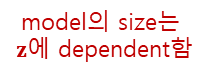 model의 size는
z에 dependent함